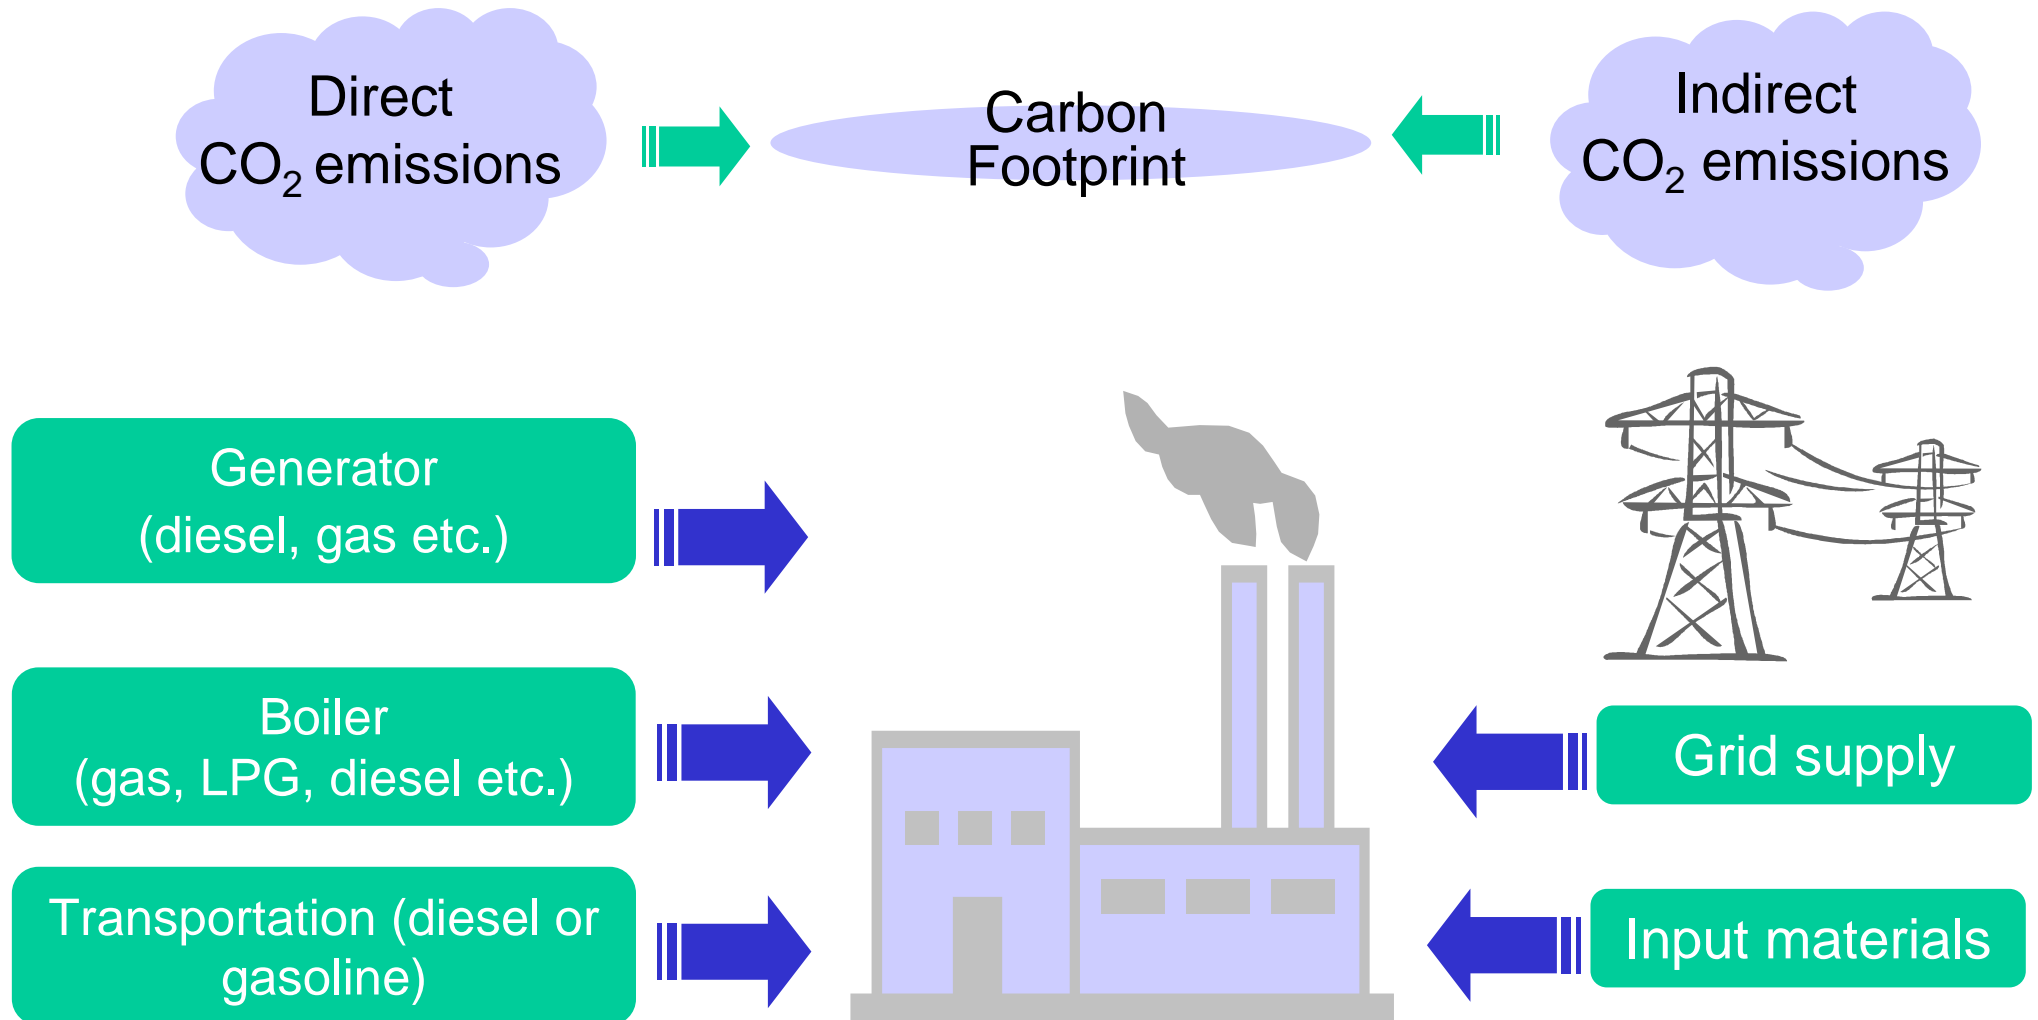 Direct
CO₂ emissions
Carbon
Footprint
Indirect
CO₂ emissions
Generator
(diesel, gas etc.)
Boiler
(gas, LPG, diesel etc.)
Transportation (diesel or
gasoline)
Grid supply
Input materials